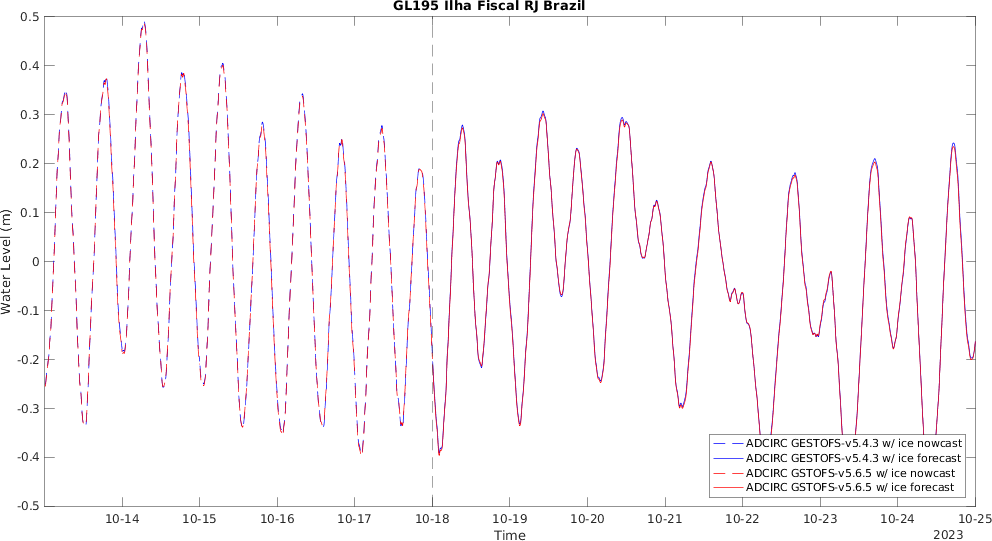 GL195 Ilha Fiscal RJ Brazil
0.5
0.4
0.3
0.2
0.1
0
-0.1
-0.2
-0.3
-0.4
-0.5
Water Level (m)
ADCIRC GESTOFS-v5.4.3 w/ ice nowcast
ADCIRC GESTOFS-v5.4.3 w/ ice forecast
ADCIRC GSTOFS-v5.6.5 w/ ice nowcast
ADCIRC GSTOFS-v5.6.5 w/ ice forecast
10-14 10-15 10-16 10-17 10-18 10-19 10-20 10-21 10-22 10-23 10-24 10-25
Time
2023